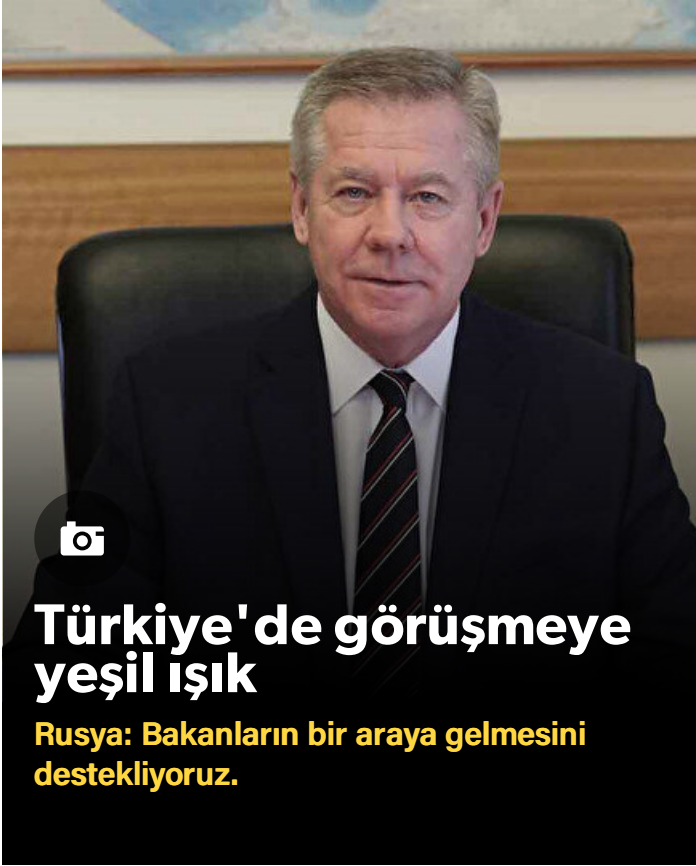 Türkiye'de görüşmeye
yeşil ışık
Rusya: Bakanların bir araya gelmesini
destekliyoruz.